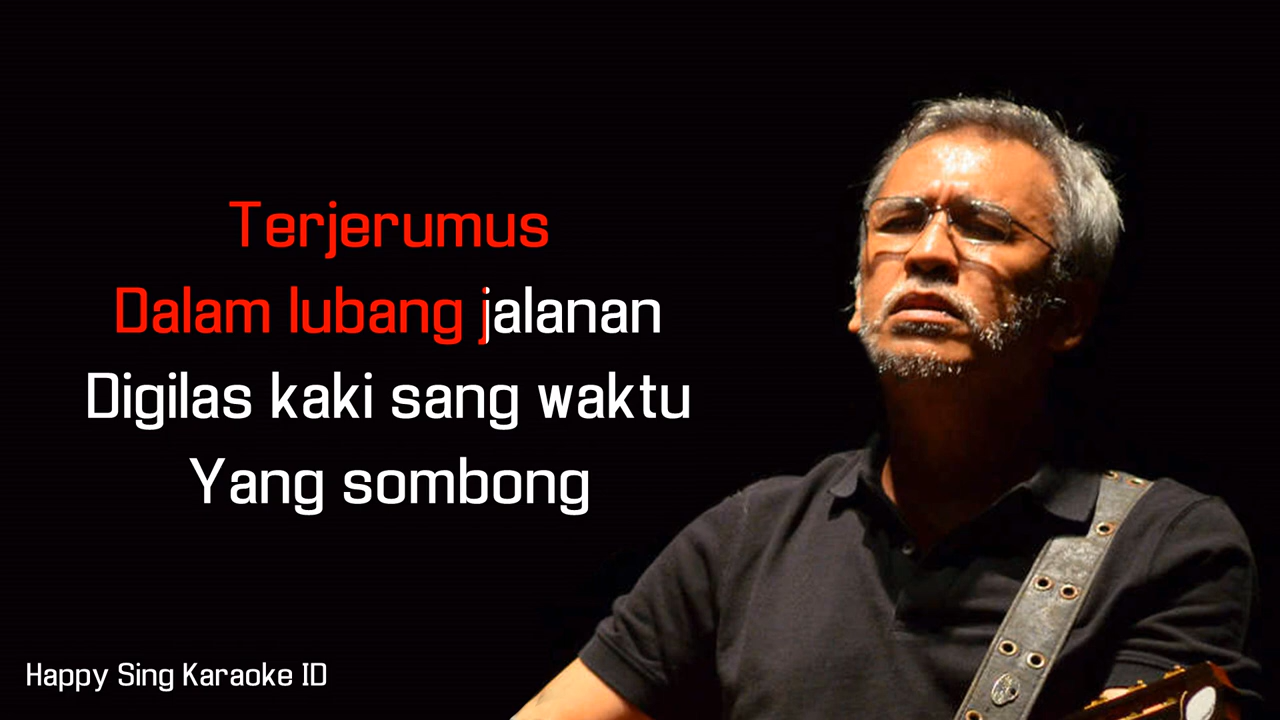 Terjerumus
Dalam lubang jalanan
Digilas kaki sang waktu
Yang sombong
Happy Sing Karaoke ID